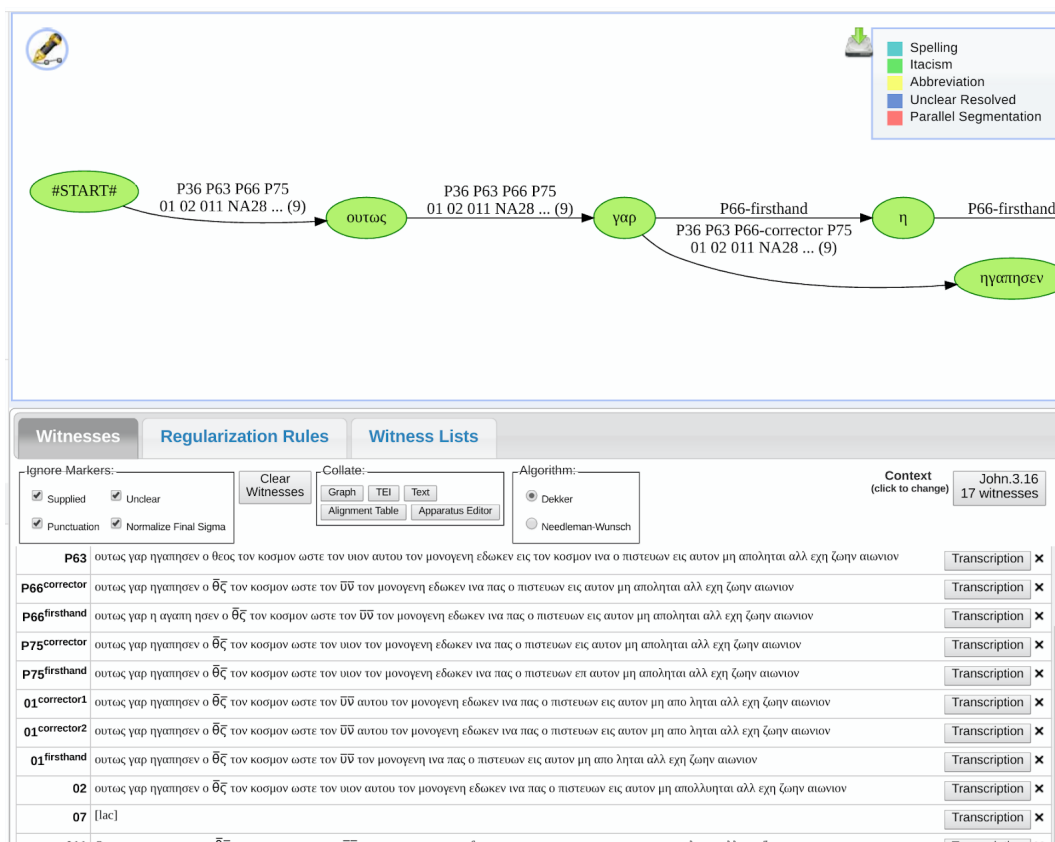 Spelling
Itacism
Abbreviation
Unclear Resolved
Parallel Segmentation
#START#
P36 P63 P66 P75
01 02 011 NA28 ... (9)
ουτως
P36 P63 P66 P75
01 02 011 NA28 ... (9)
γαρ
P66-firsthand
P36 P63 P66-corrector P75
01 02 011 NA28 ... (9)
η
P66-firsthand
ηγαπησεν
Witnesses Regularization Rules Witness Lists
Ignore Markers:
Supplied Unclear
Punctuation Normalize Final Sigma
Clear
Witnesses
Collate:
Graph TEI Text
Alignment Table Apparatus Editor
Algorithm:
Dekker
Needleman-Wunsch
Context
(click to change)
John.3.16
17 witnesses
P63 ουτως γαρ ηγαπησεν ο θεος τον κοσμον ωστε τον υιον αυτου τον μονογενη εδωκεν εις τον κοσμον ινα ο πιστευων εις αυτον μη αποληται αλλ εχη ζωην αιωνιον Transcription ×
P66corrector ουτως γαρ ηγαπησεν ο θ̅ς̅ τον κοσμον ωστε τον υ̅ν̅ τον μονογενη εδωκεν ινα πας ο πιστευων εις αυτον μη αποληται αλλ εχη ζωην αιωνιον Transcription ×
P66firsthand ουτως γαρ η αγαπη ησεν ο θ̅ς̅ τον κοσμον ωστε τον υ̅ν̅ τον μονογενη εδωκεν ινα πας ο πιστευων εις αυτον μη αποληται αλλ εχη ζωην αιωνιον Transcription ×
P75corrector ουτως γαρ ηγαπησεν ο θ̅ς̅ τον κοσμον ωστε τον υιον τον μονογενη εδωκεν ινα πας ο πιστευων εις αυτον μη αποληται αλλ εχη ζωην αιωνιον Transcription ×
P75firsthand ουτως γαρ ηγαπησεν ο θ̅ς̅ τον κοσμον ωστε τον υιον τον μονογενη εδωκεν ινα πας ο πιστευων επ αυτον μη αποληται αλλ εχη ζωην αιωνιον Transcription ×
01corrector1 ουτως γαρ ηγαπησεν ο θ̅ς̅ τον κοσμον ωστε τον υ̅ν̅ αυτου τον μονογενη εδωκεν ινα πας ο πιστευων εις αυτον μη απο ληται αλλ εχη ζωην αιωνιον Transcription ×
01corrector2 ουτως γαρ ηγαπησεν ο θ̅ς̅ τον κοσμον ωστε τον υ̅ν̅ αυτου τον μονογενη εδωκεν ινα πας ο πιστευων εις αυτον μη απο ληται αλλ εχη ζωην αιωνιον Transcription ×
01firsthand ουτως γαρ ηγαπησεν ο θ̅ς̅ τον κοσμον ωστε τον υ̅ν̅ τον μονογενη ινα πας ο πιστευων εις αυτον μη απο ληται αλλ εχη ζωην αιωνιον Transcription ×
02 ουτως γαρ ηγαπησεν ο θ̅ς̅ τον κοσμον ωστε τον υιον αυτου τον μονογενη εδωκεν ινα πας ο πιστευων εις αυτον μη απολλυηται αλλ εχη ζωην αιωνιον Transcription ×
07 [lac] Transcription ×